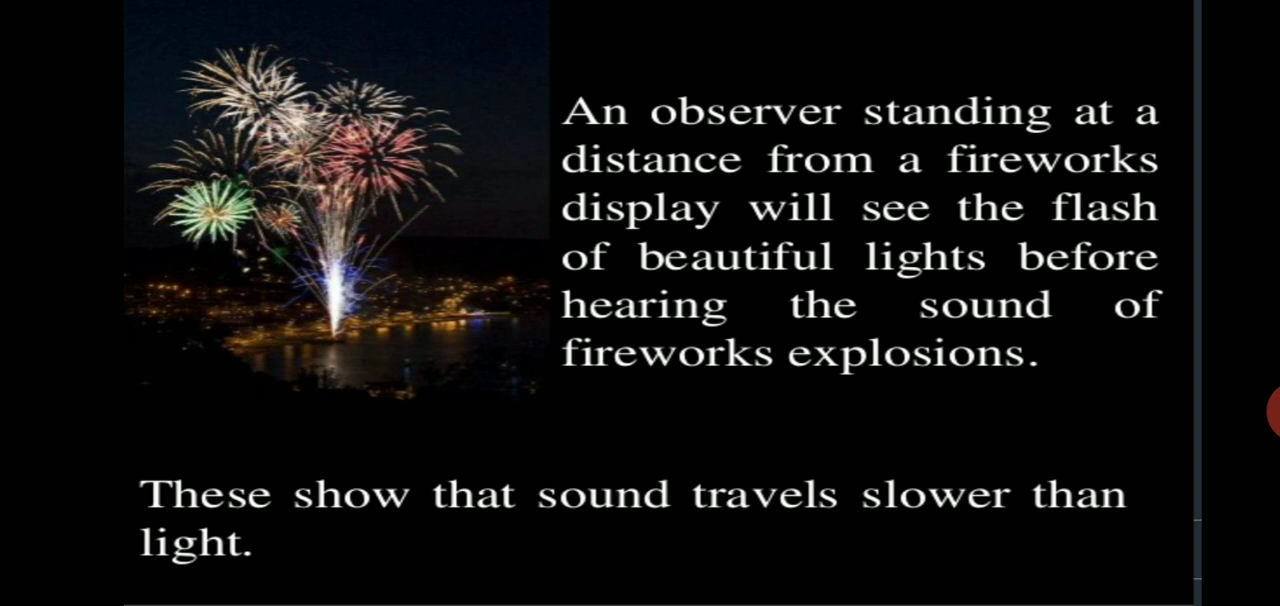 An observer standing at a
distance from a fireworks
display will see the flash
of beautiful lights before
hearing the sound of
fireworks explosions.
These show that sound travels slower than
light.